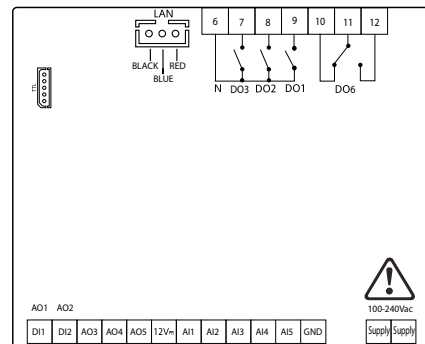 LAN
6 7 8 9 10 11 12
BLACK RED
BLUE
N DO3 DO2 DO1 DO6
TTL
AO1 AO2
100-240Vac
DI1 DI2 AO3 AO4 AO5 12V⎓ AI1 AI2 AI3 AI4 AI5 GND Supply Supply